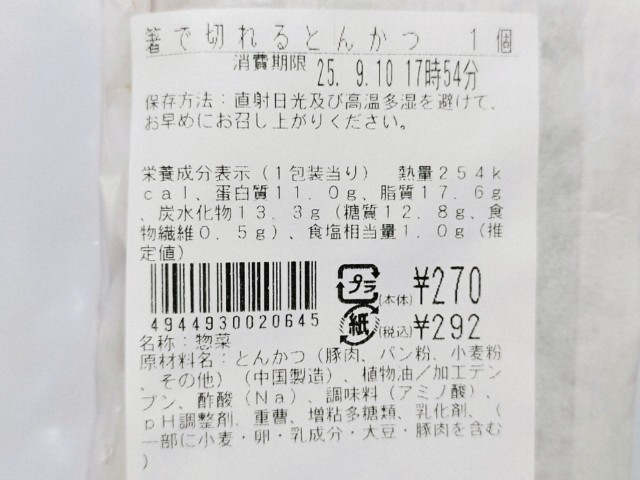 箸で切れるとんかつ　１個
消費期限 25. 9.10 17時54分
保存方法：直射日光及び高温多湿を避けて、
お早めにお召し上がりください。
栄養成分表示（１包装当り）　熱量２５４ｋ
ｃａｌ、蛋白質１１．０ｇ、脂質１７．６ｇ
、炭水化物１３．３ｇ（糖質１２．８ｇ、食
物繊維０．５ｇ）、食塩相当量１．０ｇ（推
定値）
プラ (本体) ¥270
4944930020645 紙 (税込) ¥292
名称：惣菜
原材料名：とんかつ（豚肉、パン粉、小麦粉
、その他）（中国製造）、植物油／加工デン
プン、酢酸（Ｎａ）、調味料（アミノ酸）、
ｐＨ調整剤、重曹、増粘多糖類、乳化剤、（
一部に小麦・卵・乳成分・大豆・豚肉を含む
）